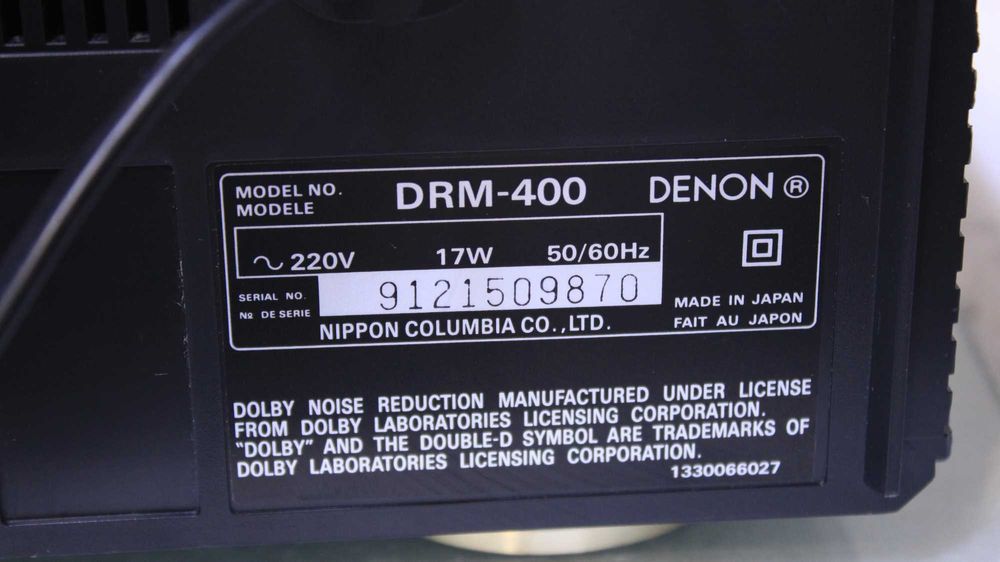 MODEL NO.
MODELE
DRM-400
DENON ®
~ 220V 17W 50/60Hz
SERIAL NO.
Nº DE SERIE
9121509870
NIPPON COLUMBIA CO.,LTD.
MADE IN JAPAN
FAIT AU JAPON
DOLBY NOISE REDUCTION MANUFACTURED UNDER LICENSE
FROM DOLBY LABORATORIES LICENSING CORPORATION.
"DOLBY" AND THE DOUBLE-D SYMBOL ARE TRADEMARKS OF
DOLBY LABORATORIES LICENSING CORPORATION.
1330066027